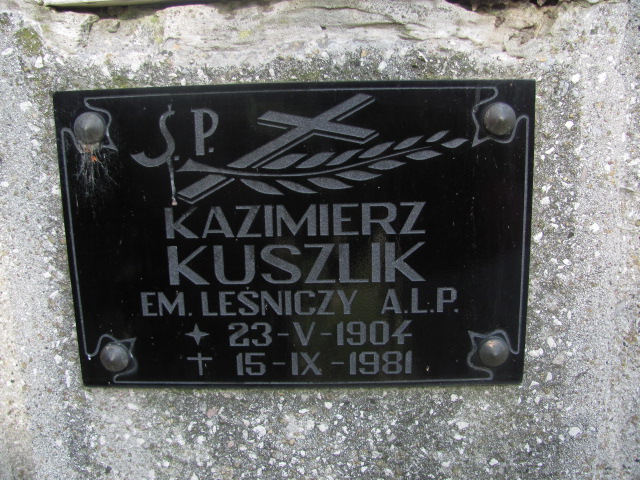 Ś.P.
KAZIMIERZ
KUSZLIK
EM. LEŚNICZY A.L.P.
23-V-1904
15-IX-1981